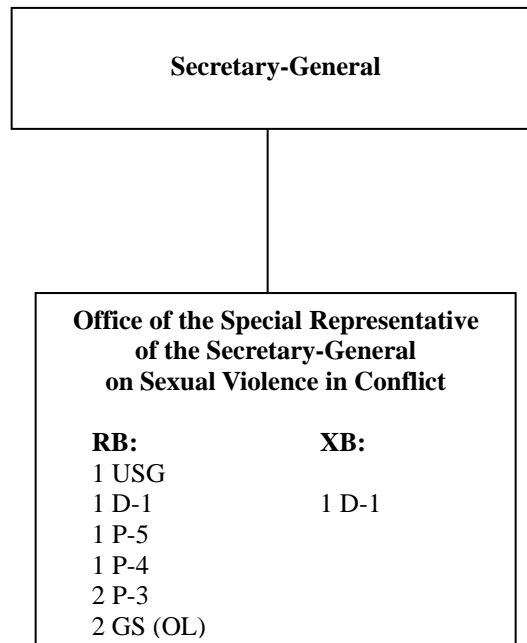 Secretary-General
Office of the Special Representative
of the Secretary-General
on Sexual Violence in Conflict
RB: XB:
1 USG
1 D-1 1 D-1
1 P-5
1 P-4
2 P-3
2 GS (OL)